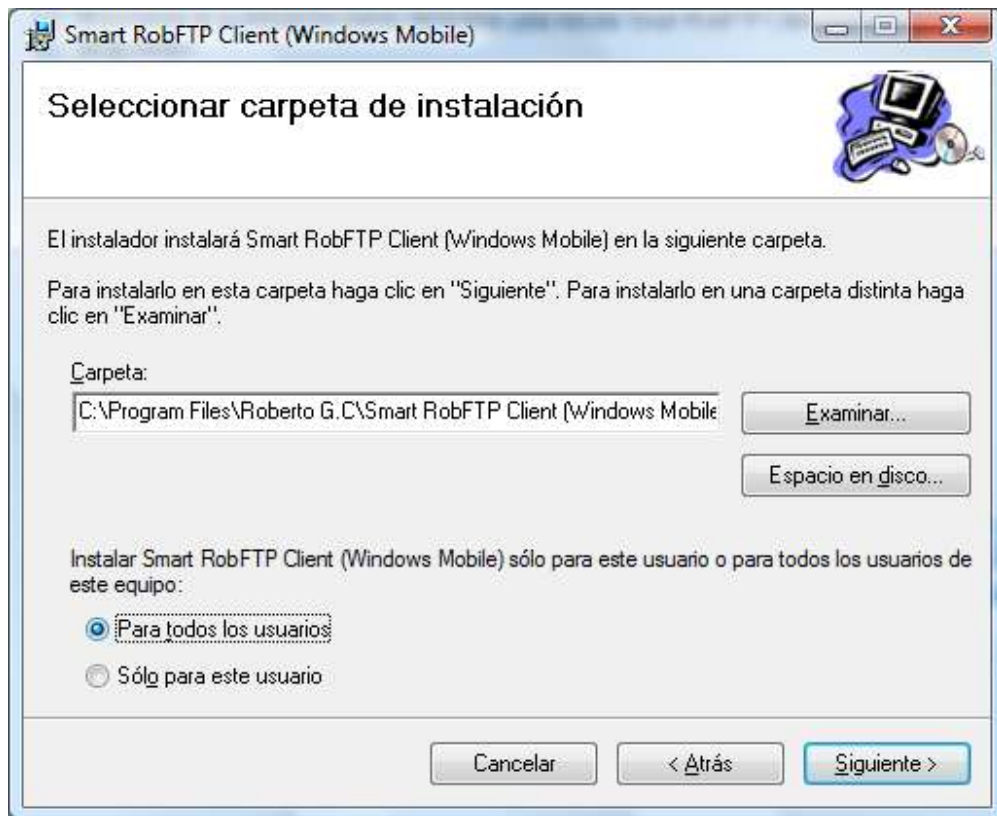 Smart RobFTP Client (Windows Mobile)
Seleccionar carpeta de instalación
El instalador instalará Smart RobFTP Client (Windows Mobile) en la siguiente carpeta.
Para instalarlo en esta carpeta haga clic en "Siguiente". Para instalarlo en una carpeta distinta haga
clic en "Examinar".
Carpeta:
C:\Program Files\Roberto G.C\Smart RobFTP Client (Windows Mobile
Examinar...
Espacio en disco...
Instalar Smart RobFTP Client (Windows Mobile) sólo para este usuario o para todos los usuarios de
este equipo:
Para todos los usuarios
Sólo para este usuario
Cancelar
< Atrás
Siguiente >